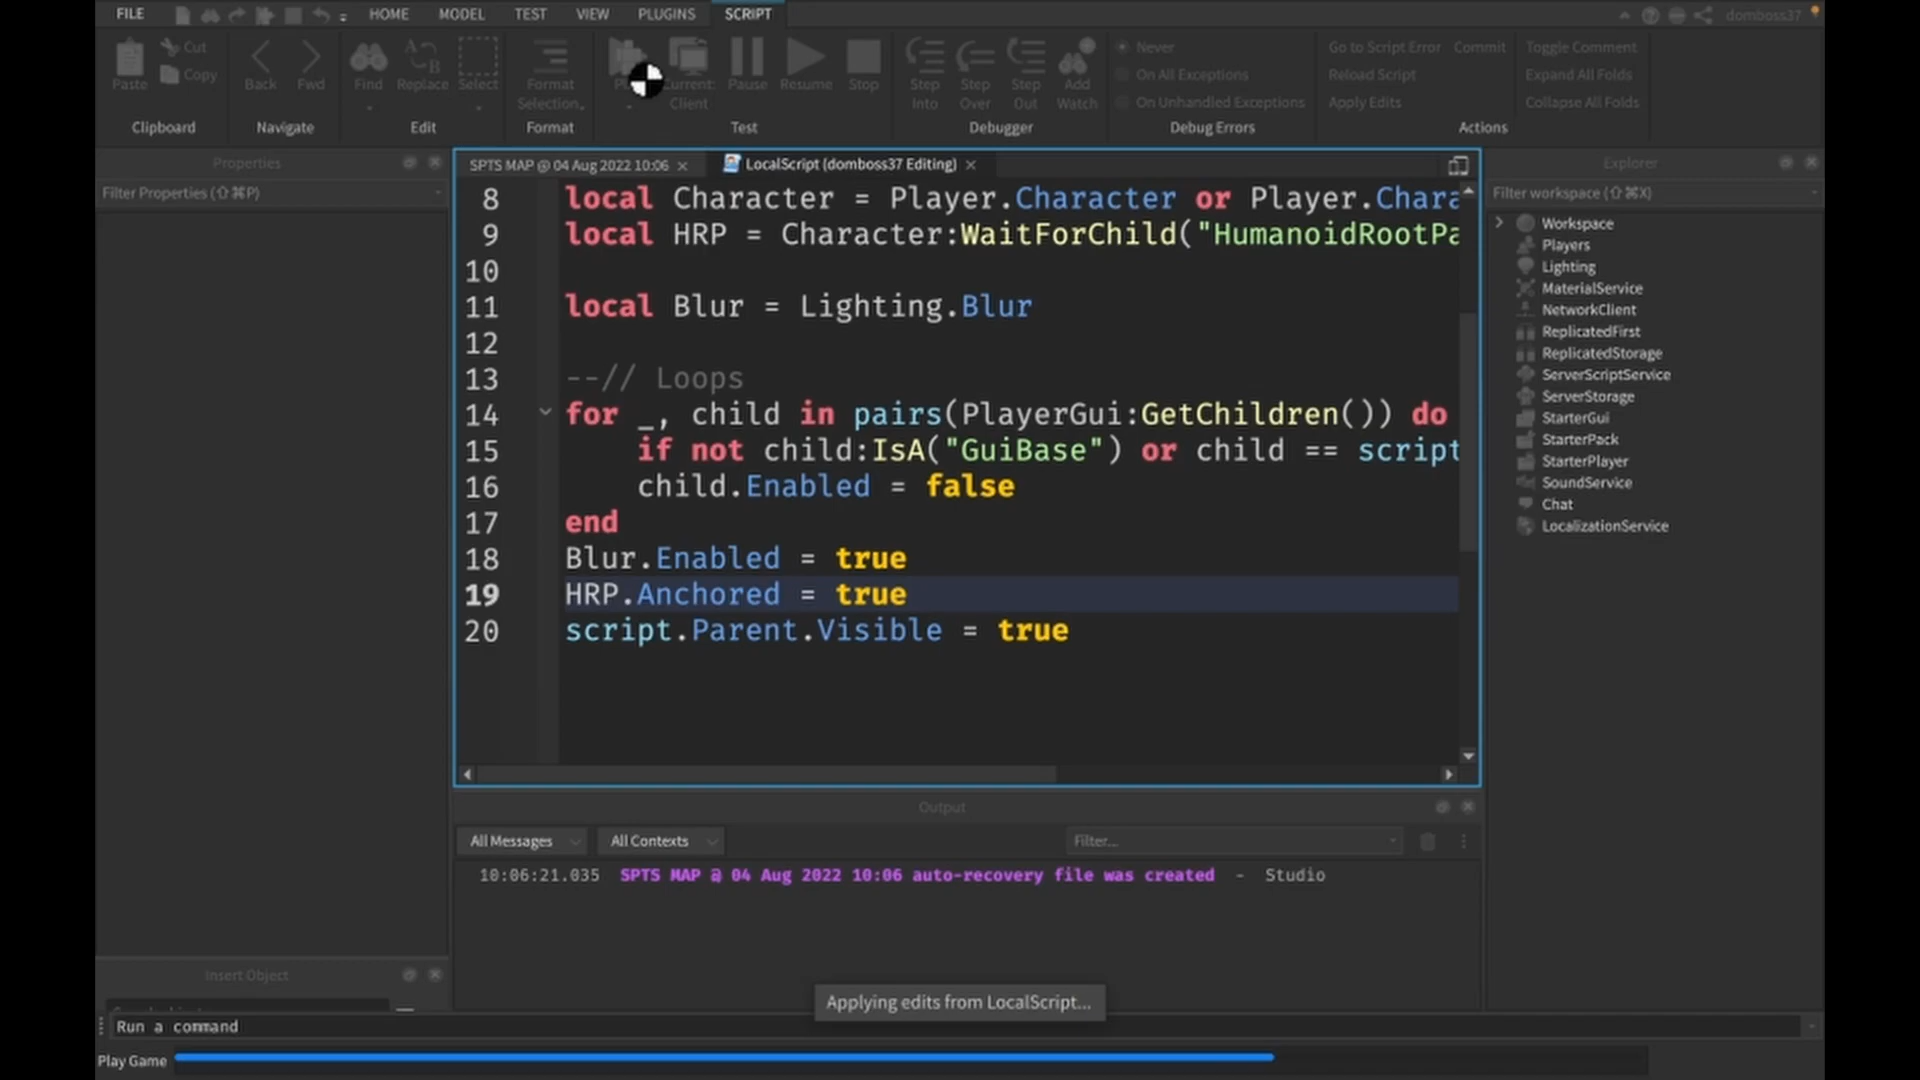 FILE HOME MODEL TEST VIEW PLUGINS SCRIPT domboss37
Paste Cut Copy
Clipboard
Back Fwd
Navigate
Find Replace Select
Edit
Format Selection
Format
Current: Client Pause Resume Stop
Test
Step Into Step Over Step Out Add Watch
Debugger
Never
On All Exceptions
On Unhandled Exceptions
Debug Errors
Go to Script Error Commit Toggle Comment
Reload Script Expand All Folds
Apply Edits Collapse All Folds
Actions
Properties
Filter Properties (⇧⌘P)
SPTS MAP @ 04 Aug 2022 10:06 × LocalScript (domboss37 Editing) ×
8 local Character = Player.Character or Player.Chara
9 local HRP = Character:WaitForChild("HumanoidRootPa
10
11 local Blur = Lighting.Blur
12
13 --// Loops
14 for _, child in pairs(PlayerGui:GetChildren()) do
15 if not child:IsA("GuiBase") or child == script
16 child.Enabled = false
17 end
18 Blur.Enabled = true
19 HRP.Anchored = true
20 script.Parent.Visible = true
Explorer
Filter workspace (⇧⌘X)
Workspace
Players
Lighting
MaterialService
NetworkClient
ReplicatedFirst
ReplicatedStorage
ServerScriptService
ServerStorage
StarterGui
StarterPack
StarterPlayer
SoundService
Chat
LocalizationService
Output
All Messages All Contexts Filter...
10:06:21.035 SPTS MAP @ 04 Aug 2022 10:06 auto-recovery file was created - Studio
Insert Object
Applying edits from LocalScript...
Run a command
Play Game